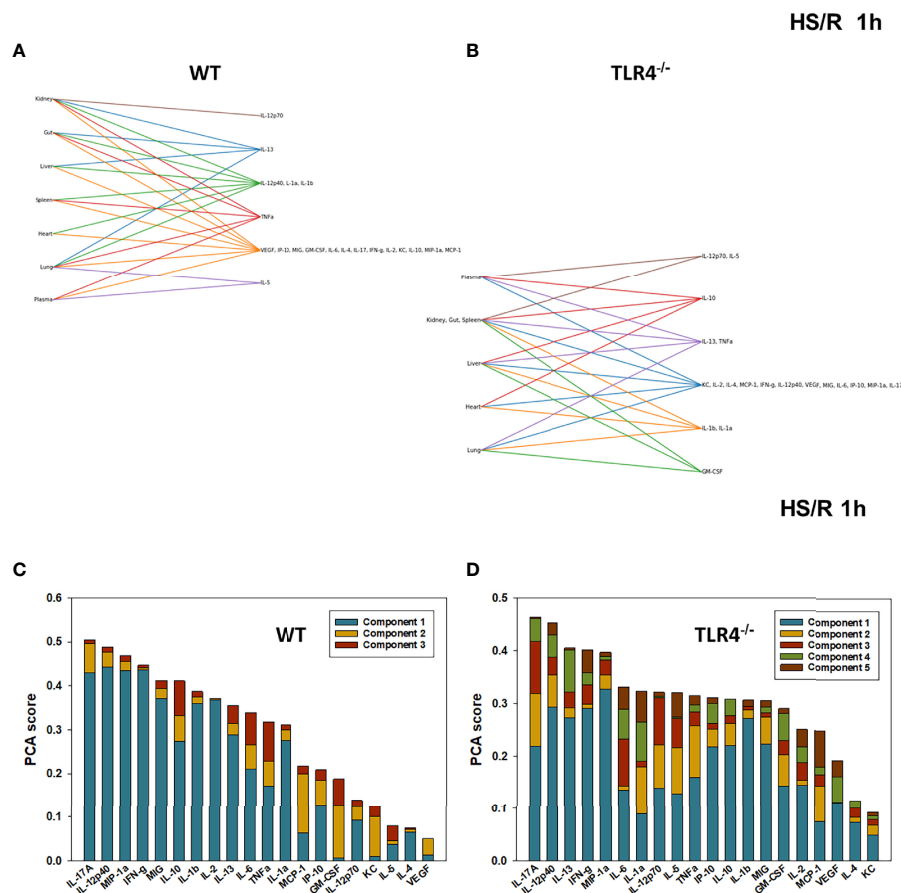 HS/R 1h
A
WT
Kidney
Gut
Liver
Spleen
Heart
Lung
Plasma
IL-12p70
IL-13
IL-12p40, L-1a, IL-1b
TNFa
VEGF, IP-1D, MIG, GM-CSF, IL-6, IL-4, IL-17, IFN-g, IL-2, KC, IL-10, MIP-1a, MCP-1
IL-5
B
TLR4-/-
Plasma
Kidney, Gut, Spleen
Liver
Heart
Lung
IL-12p70, IL-5
IL-10
IL-13, TNFa
KC, IL-2, IL-4, MCP-1, IFN-g, IL-12p40, VEGF, MIG, IL-6, IP-10, MIP-1a, IL-17
IL-1b, IL-1a
GM-CSF
HS/R 1h
C
WT
PCA score
0.6
0.5
0.4
0.3
0.2
0.1
0.0
Component 1
Component 2
Component 3
IL-17A
IL-12p40
MIP-1a
IFN-g
MIG
IL-10
IL-1b
IL-2
IL-13
IL-6
TNFa
IL-1a
MCP-1
IP-10
GM-CSF
IL-12p70
KC
IL-5
IL-4
VEGF
D
TLR4-/-
PCA score
0.5
0.4
0.3
0.2
0.1
0.0
Component 1
Component 2
Component 3
Component 4
Component 5
IL-17A
IL-12p40
IL-13
IFN-g
MIP-1a
IL-6
IL-1a
IL-12p70
IL-5
TNFa
IP-10
IL-10
IL-1b
MIG
GM-CSF
IL-2
MCP-1
VEGF
IL-4
KC